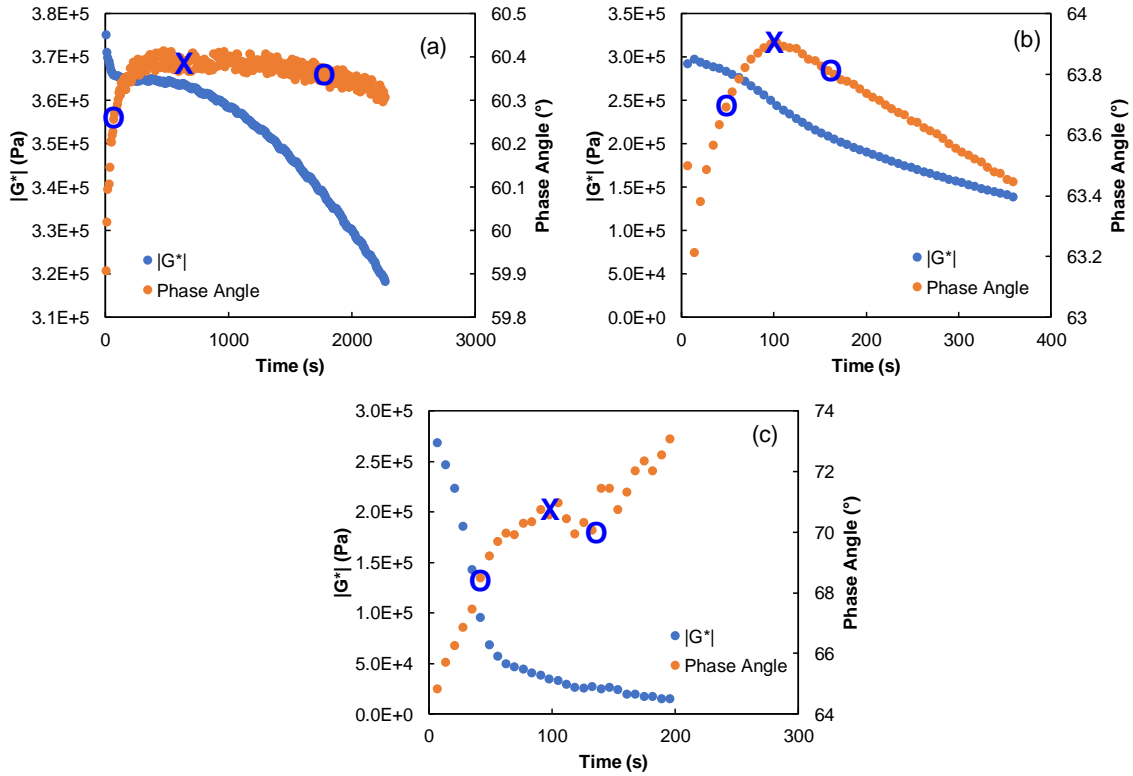 (a)
3.8E+5
3.7E+5
3.6E+5
3.5E+5
3.4E+5
3.3E+5
3.2E+5
3.1E+5
|G*| (Pa)
60.5
60.4
60.3
60.2
60.1
60
59.9
59.8
Phase Angle (°)
X
O
O
|G*|
Phase Angle
0 1000 2000 3000
Time (s)
(b)
3.5E+5
3.0E+5
2.5E+5
2.0E+5
1.5E+5
1.0E+5
5.0E+4
0.0E+0
|G*| (Pa)
64
63.8
63.6
63.4
63.2
63
Phase Angle (°)
X
O
O
|G*|
Phase Angle
0 100 200 300 400
Time (s)
(c)
3.0E+5
2.5E+5
2.0E+5
1.5E+5
1.0E+5
5.0E+4
0.0E+0
|G*| (Pa)
74
72
70
68
66
64
Phase Angle (°)
X
O
O
|G*|
Phase Angle
0 100 200 300
Time (s)